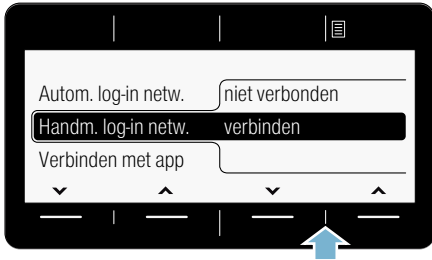 Autom. log-in netw. niet verbonden
Handm. log-in netw. verbinden
Verbinden met app